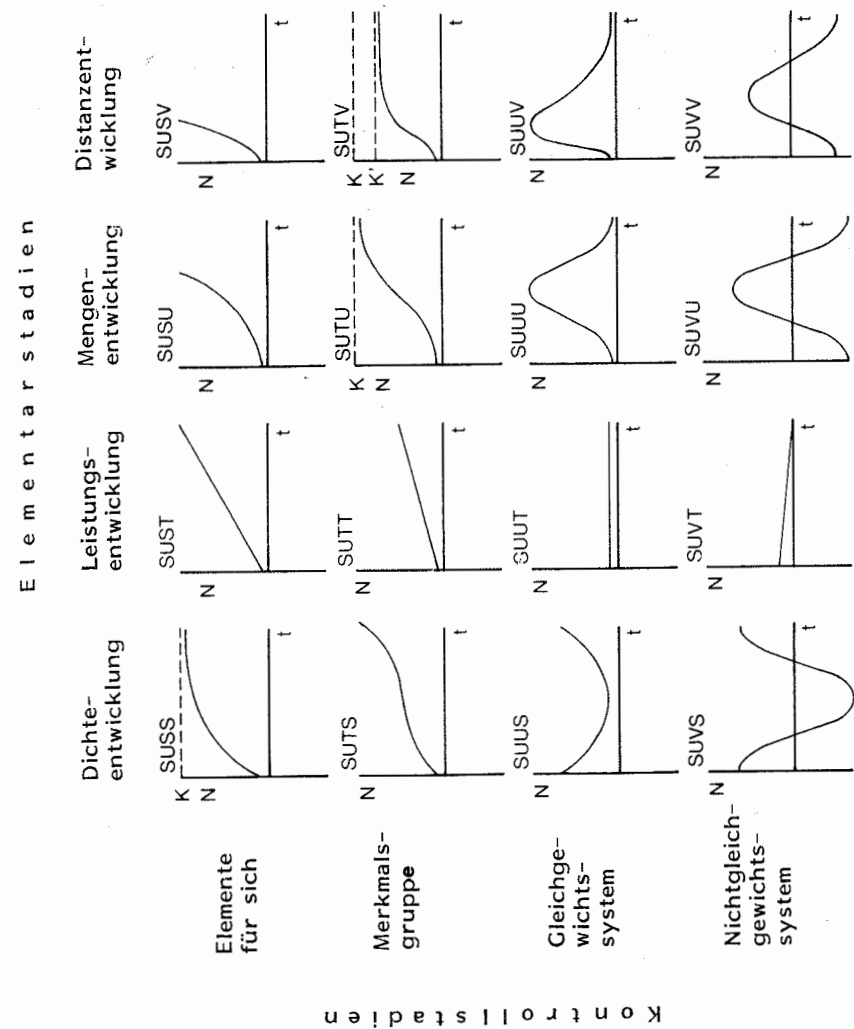 Elementarstadien
Dichte-
entwicklung
Leistungs-
entwicklung
Mengen-
entwicklung
Distanzent-
wicklung
Kontrollstadien
Elemente
für sich
SUSS
K
N
t
SUST
N
t
SUSU
N
t
SUSV
N
t
Merkmals-
gruppe
SUTS
N
t
SUTT
N
t
SUTU
K
N
t
SUTV
K
K
N
t
Gleichge-
wichts-
system
SUUS
N
t
SUUT
N
t
SUUU
N
t
SUUV
N
t
Nichtgleich-
gewichts-
system
SUVS
N
t
SUVT
N
t
SUVU
N
t
SUVV
N
t